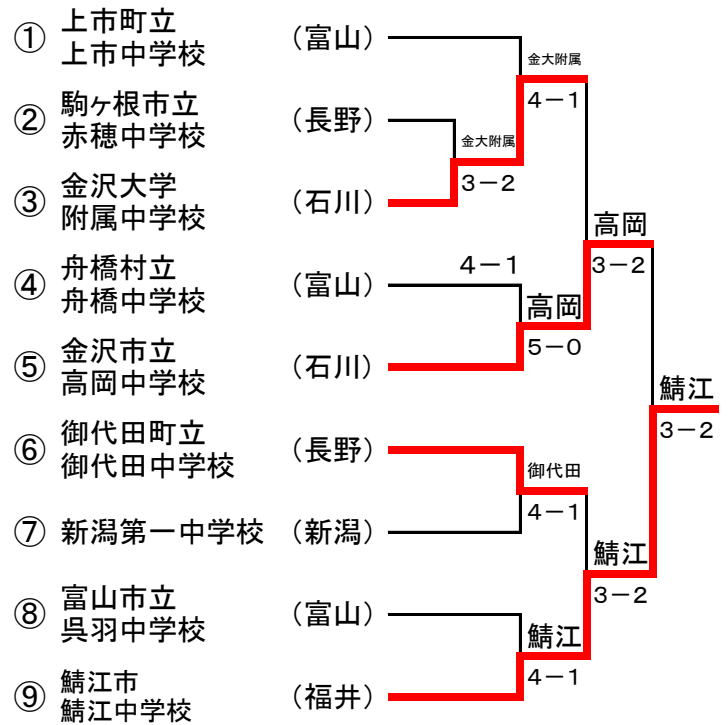 ① 上市町立
上市中学校
（富山）
② 駒ヶ根市立
赤穂中学校
（長野）
③ 金沢大学
附属中学校
（石川）
④ 舟橋村立
舟橋中学校
（富山）
⑤ 金沢市立
高岡中学校
（石川）
⑥ 御代田町立
御代田中学校
（長野）
⑦ 新潟第一中学校
（新潟）
⑧ 富山市立
呉羽中学校
（富山）
⑨ 鯖江市
鯖江中学校
（福井）
金大附属
3－2
金大附属
4－1
4－1
高岡
5－0
高岡
3－2
御代田
4－1
鯖江
4－1
鯖江
3－2
鯖江
3－2